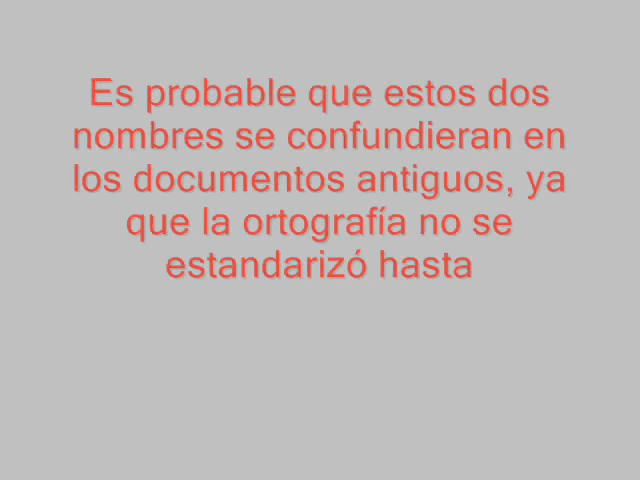 Es probable que estos dos
nombres se confundieran en
los documentos antiguos, ya
que la ortografía no se
estandarizó hasta